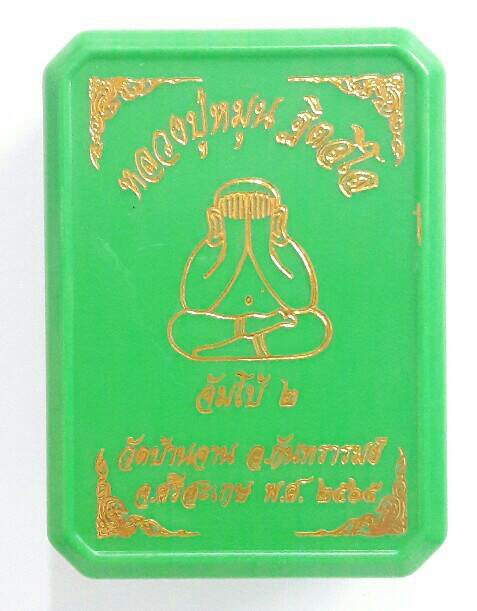 หลวงปู่หมุน ฐิตสีโล
จัมโบ้ ๒
วัดบ้านจาน อ.กันทรารมย์
จ.ศรีสะเกษ พ.ศ. ๒๕๖๕